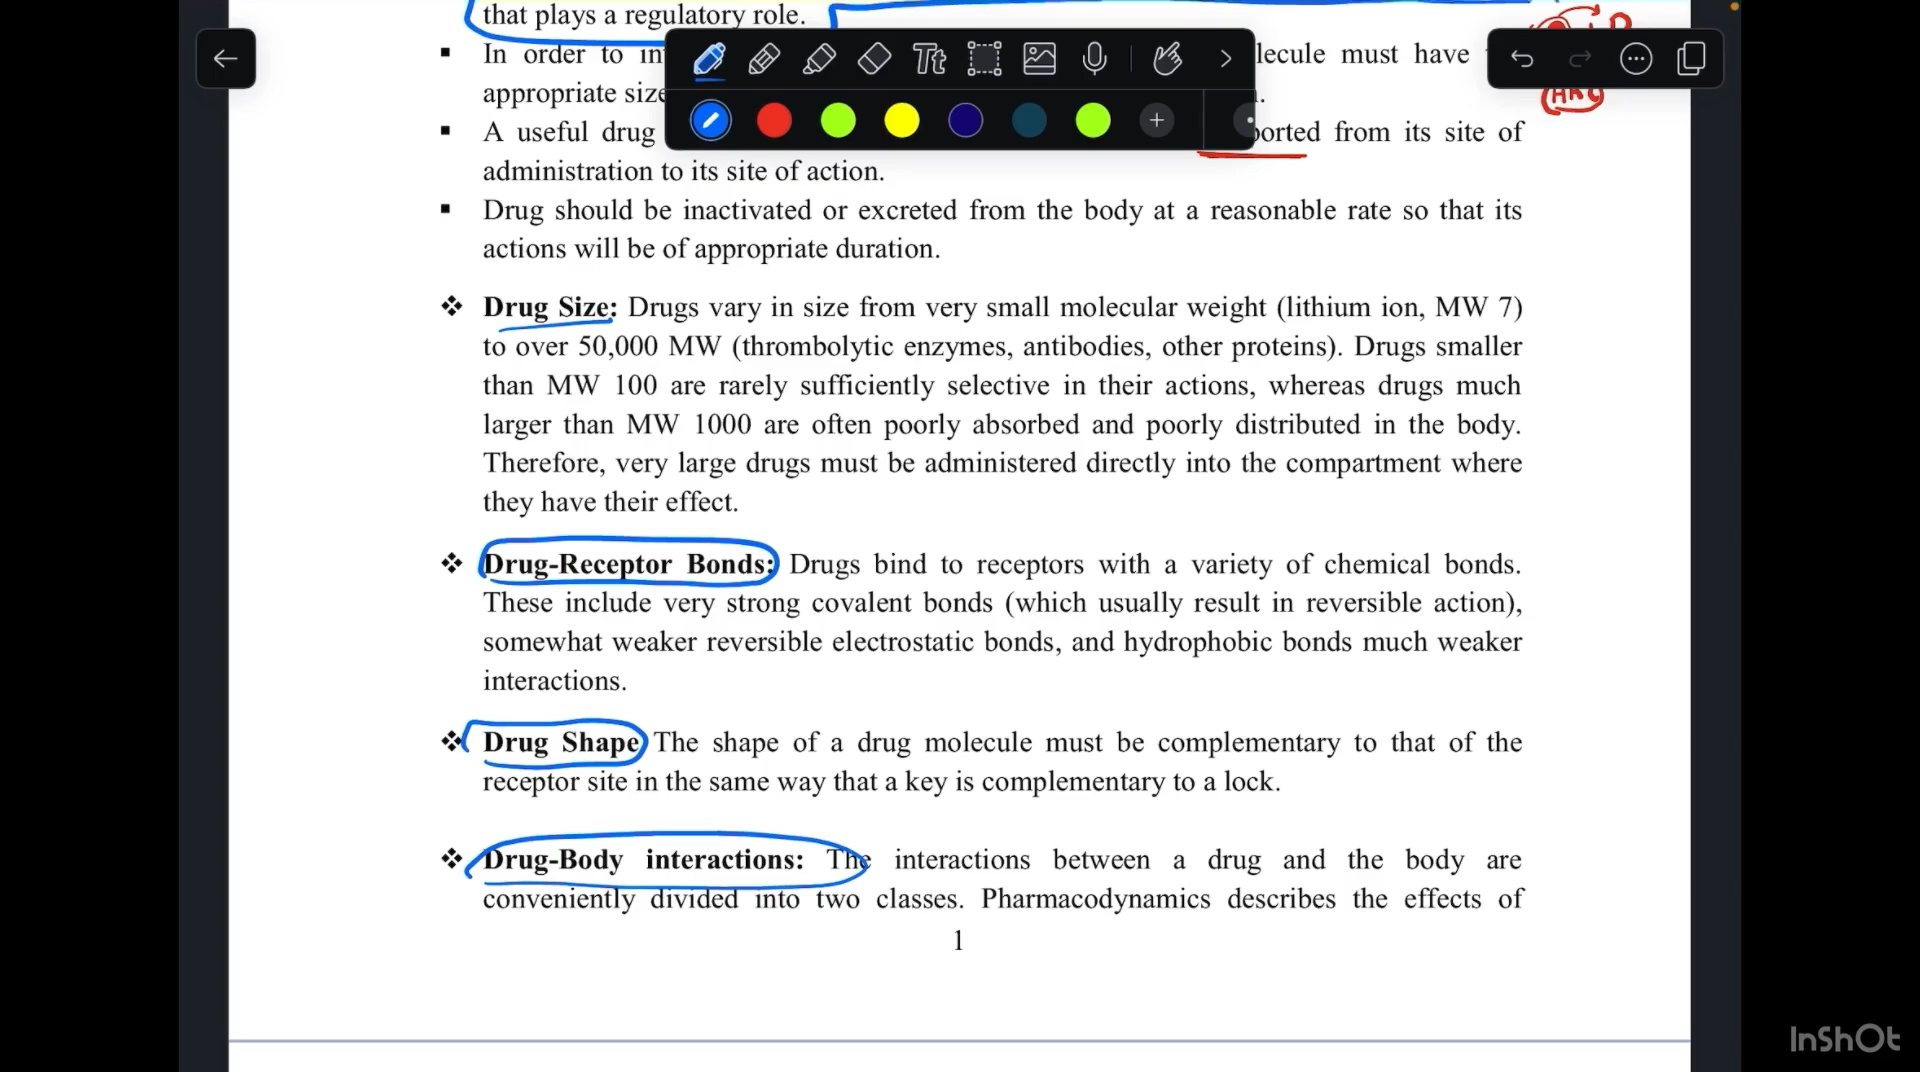 that plays a regulatory role.
In order to in lecule must have
appropriate size
A useful drug ported from its site of
administration to its site of action.
Drug should be inactivated or excreted from the body at a reasonable rate so that its
actions will be of appropriate duration.
Drug Size: Drugs vary in size from very small molecular weight (lithium ion, MW 7)
to over 50,000 MW (thrombolytic enzymes, antibodies, other proteins). Drugs smaller
than MW 100 are rarely sufficiently selective in their actions, whereas drugs much
larger than MW 1000 are often poorly absorbed and poorly distributed in the body.
Therefore, very large drugs must be administered directly into the compartment where
they have their effect.
Drug-Receptor Bonds: Drugs bind to receptors with a variety of chemical bonds.
These include very strong covalent bonds (which usually result in reversible action),
somewhat weaker reversible electrostatic bonds, and hydrophobic bonds much weaker
interactions.
Drug Shape The shape of a drug molecule must be complementary to that of the
receptor site in the same way that a key is complementary to a lock.
Drug-Body interactions: The interactions between a drug and the body are
conveniently divided into two classes. Pharmacodynamics describes the effects of
1
Tt
InShOt